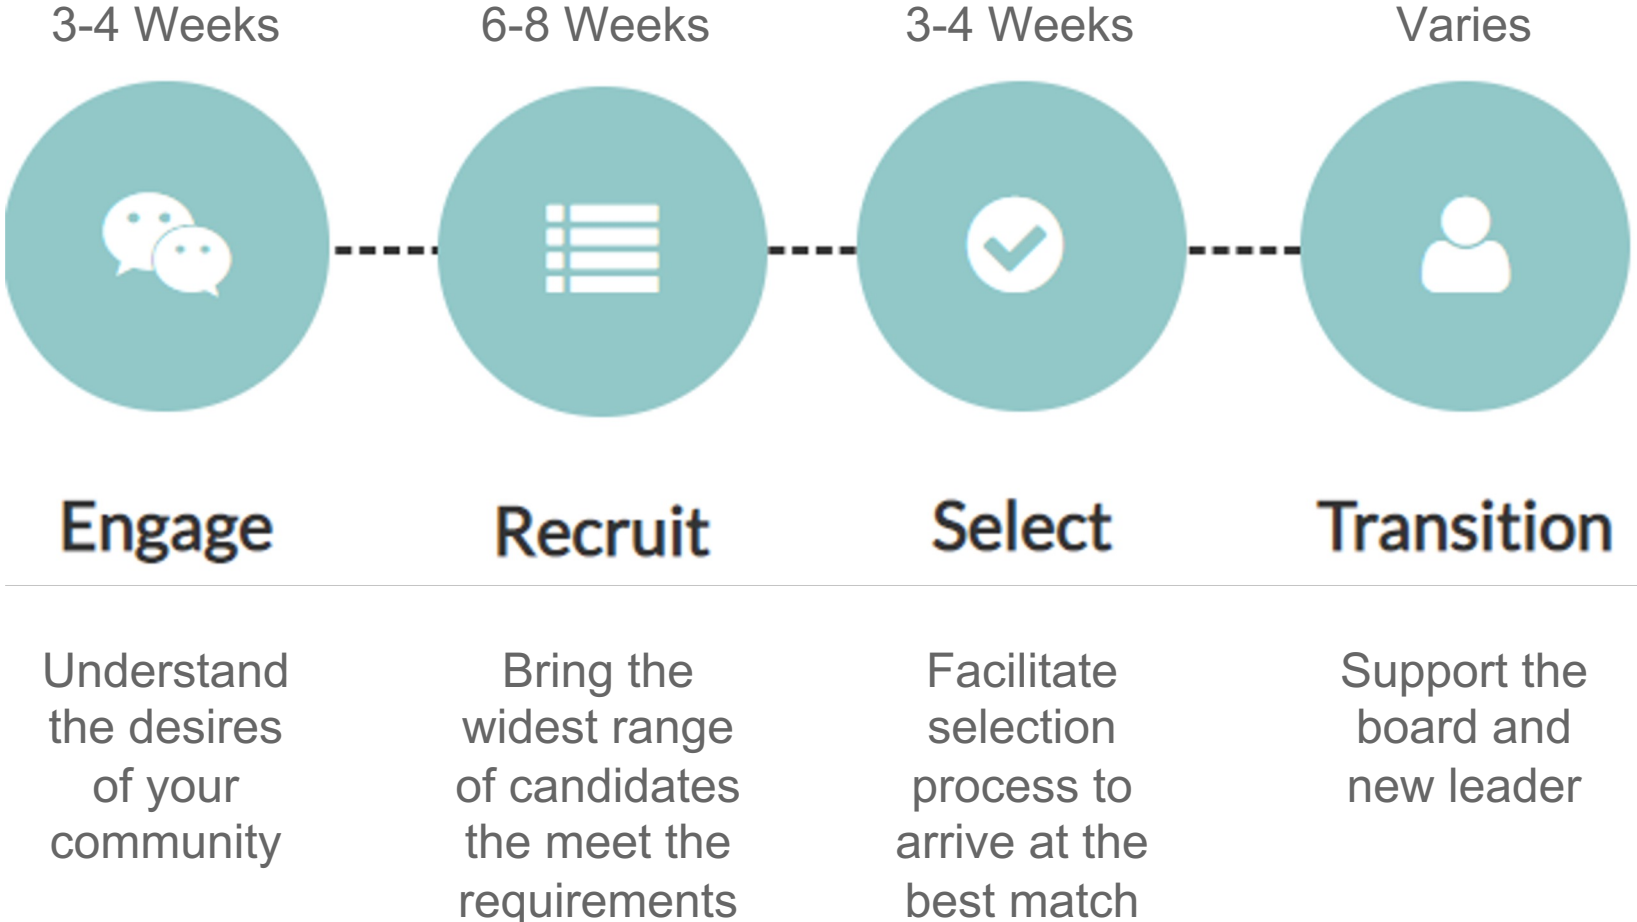 3-4 Weeks
6-8 Weeks
3-4 Weeks
Varies
Engage
Recruit
Select
Transition
Understand
the desires
of your
community
Bring the
widest range
of candidates
the meet the
requirements
Facilitate
selection
process to
arrive at the
best match
Support the
board and
new leader